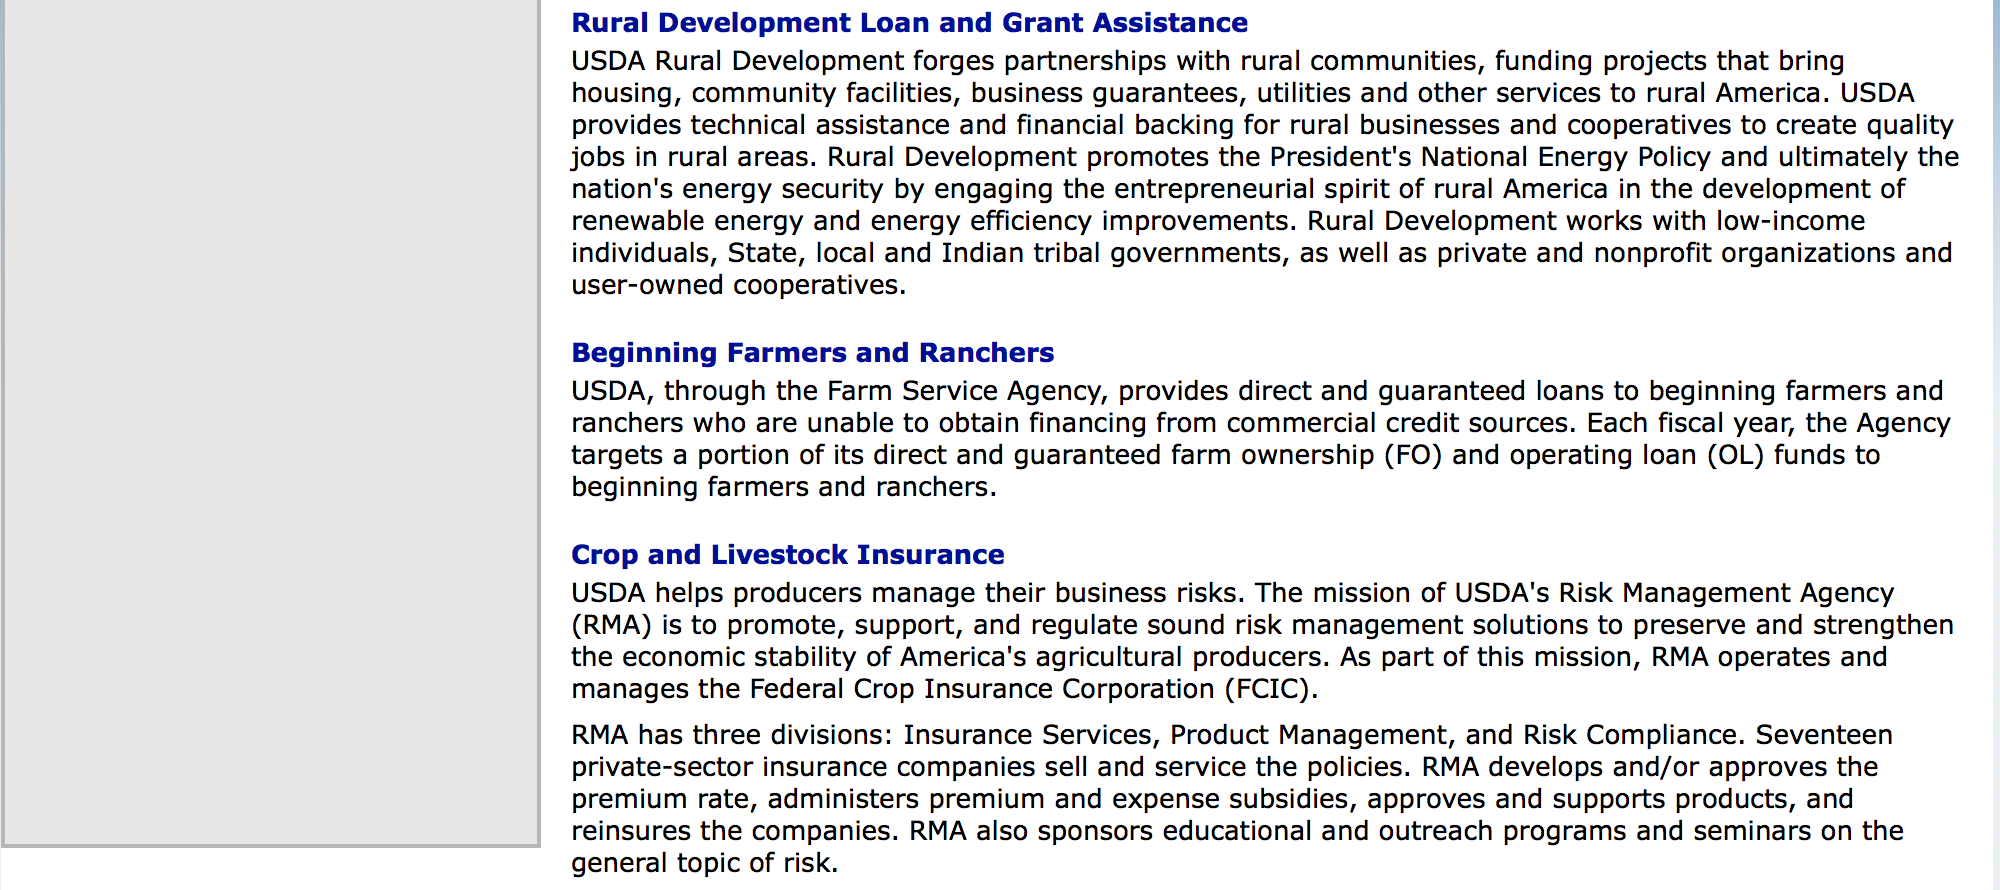 Rural Development Loan and Grant Assistance
USDA Rural Development forges partnerships with rural communities, funding projects that bring
housing, community facilities, business guarantees, utilities and other services to rural America. USDA
provides technical assistance and financial backing for rural businesses and cooperatives to create quality
jobs in rural areas. Rural Development promotes the President's National Energy Policy and ultimately the
nation's energy security by engaging the entrepreneurial spirit of rural America in the development of
renewable energy and energy efficiency improvements. Rural Development works with low-income
individuals, State, local and Indian tribal governments, as well as private and nonprofit organizations and
user-owned cooperatives.
Beginning Farmers and Ranchers
USDA, through the Farm Service Agency, provides direct and guaranteed loans to beginning farmers and
ranchers who are unable to obtain financing from commercial credit sources. Each fiscal year, the Agency
targets a portion of its direct and guaranteed farm ownership (FO) and operating loan (OL) funds to
beginning farmers and ranchers.
Crop and Livestock Insurance
USDA helps producers manage their business risks. The mission of USDA's Risk Management Agency
(RMA) is to promote, support, and regulate sound risk management solutions to preserve and strengthen
the economic stability of America's agricultural producers. As part of this mission, RMA operates and
manages the Federal Crop Insurance Corporation (FCIC).
RMA has three divisions: Insurance Services, Product Management, and Risk Compliance. Seventeen
private-sector insurance companies sell and service the policies. RMA develops and/or approves the
premium rate, administers premium and expense subsidies, approves and supports products, and
reinsures the companies. RMA also sponsors educational and outreach programs and seminars on the
general topic of risk.